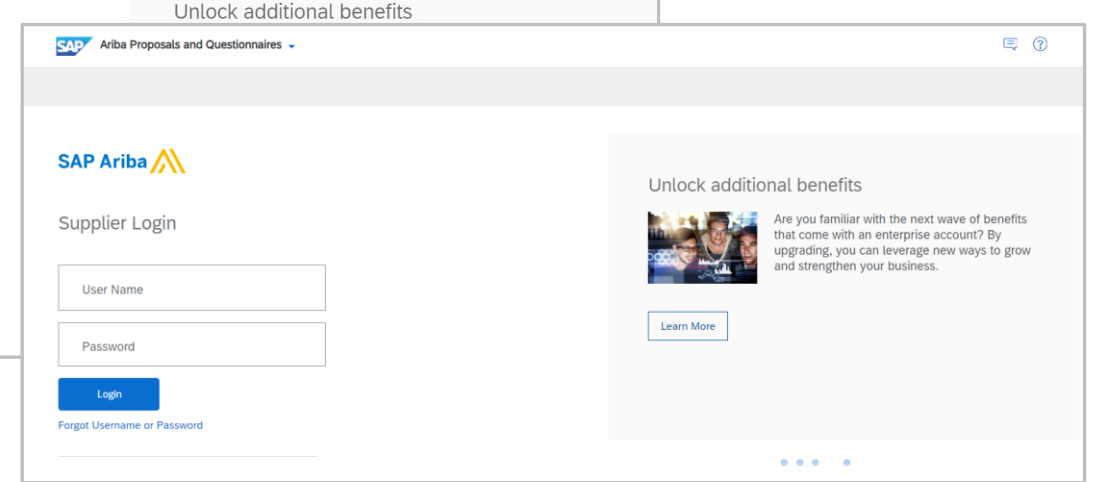 Unlock additional benefits
SAP Ariba Proposals and Questionnaires
SAP Ariba
Supplier Login
User Name
Password
Login
Forgot Username or Password
Unlock additional benefits
Are you familiar with the next wave of benefits
that come with an enterprise account? By
upgrading, you can leverage new ways to grow
and strengthen your business.
Learn More